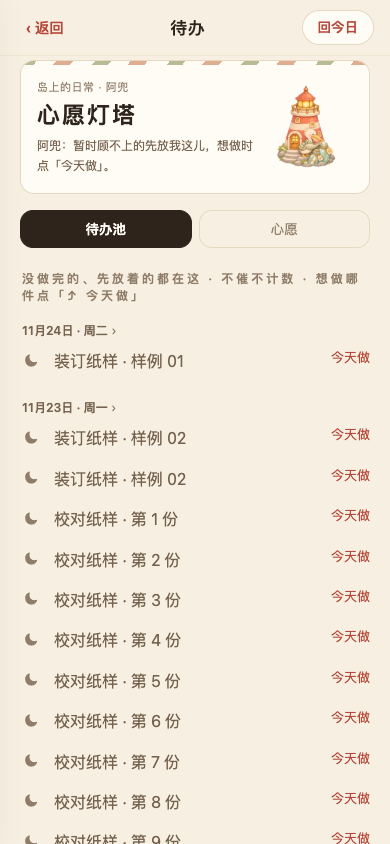 ‹ 返回
待办
回今日
岛上的日常 · 阿兜
心愿灯塔
阿兜：暂时顾不上的先放我这儿，想做时
点「今天做」。
待办池
心愿
没做完的、先放着的都在这 · 不催不计数 · 想做哪
件点「↑ 今天做」
11月24日 · 周二 ›
装订纸样 · 样例 01
今天做
11月23日 · 周一 ›
装订纸样 · 样例 02
今天做
装订纸样 · 样例 02
今天做
校对纸样 · 第 1 份
今天做
校对纸样 · 第 2 份
今天做
校对纸样 · 第 3 份
今天做
校对纸样 · 第 4 份
今天做
校对纸样 · 第 5 份
今天做
校对纸样 · 第 6 份
今天做
校对纸样 · 第 7 份
今天做
校对纸样 · 第 8 份
今天做
校对纸样 · 第 9 份
今天做